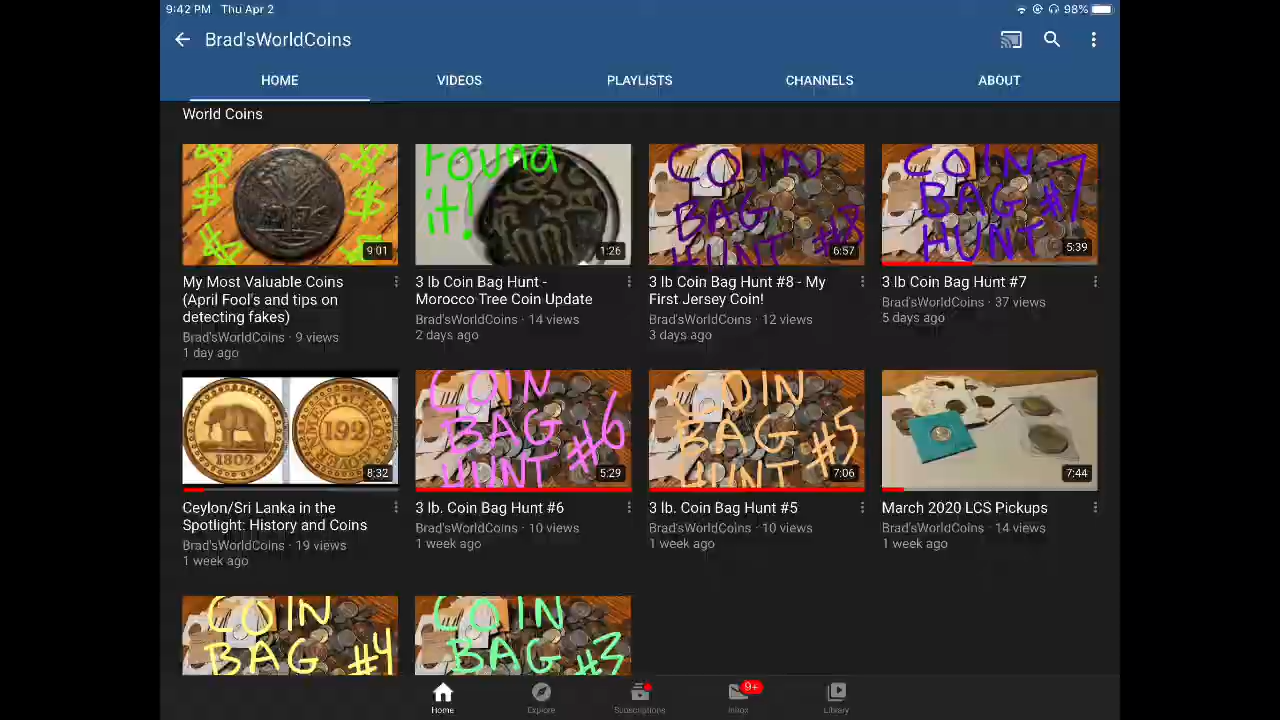 9:42 PM Thu Apr 2
98%
Brad'sWorldCoins
HOME VIDEOS PLAYLISTS CHANNELS ABOUT
World Coins
$ $
$ $
9:01
round
it!
1:26
COIN
BAG #8
HUNT
6:57
COIN
BAG #7
HUNT
5:39
My Most Valuable Coins
(April Fool's and tips on
detecting fakes)
Brad'sWorldCoins · 9 views
1 day ago
3 lb Coin Bag Hunt -
Morocco Tree Coin Update
Brad'sWorldCoins · 14 views
2 days ago
3 lb Coin Bag Hunt #8 - My
First Jersey Coin!
Brad'sWorldCoins · 12 views
3 days ago
3 lb Coin Bag Hunt #7
Brad'sWorldCoins · 37 views
5 days ago
192
1802
8:32
COIN
BAG #6
HUNT
5:29
COIN
BAG #5
HUNT
7:06
7:44
Ceylon/Sri Lanka in the
Spotlight: History and Coins
Brad'sWorldCoins · 19 views
1 week ago
3 lb. Coin Bag Hunt #6
Brad'sWorldCoins · 10 views
1 week ago
3 lb. Coin Bag Hunt #5
Brad'sWorldCoins · 10 views
1 week ago
March 2020 LCS Pickups
Brad'sWorldCoins · 14 views
1 week ago
COIN
BAG #4
COIN
BAG #3
9+
Home Explore Subscriptions Inbox Library